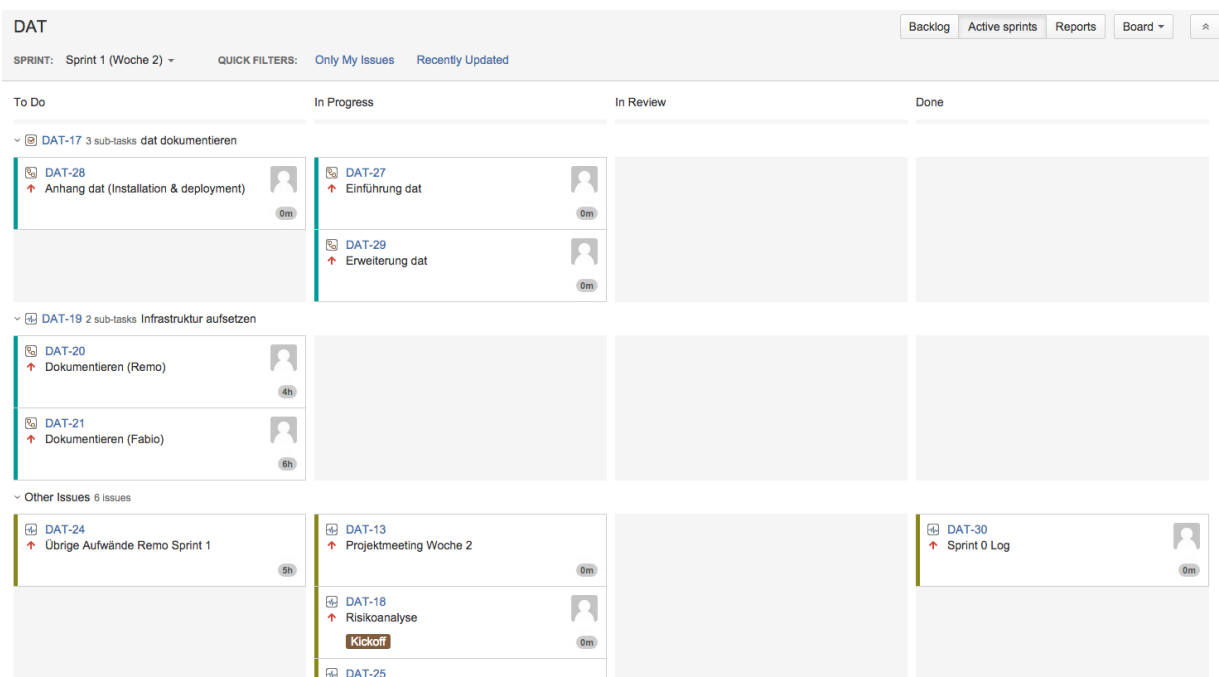 DAT
Backlog Active sprints Reports Board
SPRINT: Sprint 1 (Woche 2) QUICK FILTERS: Only My Issues Recently Updated
To Do In Progress In Review Done
DAT-17 3 sub-tasks dat dokumentieren
DAT-28
Anhang dat (Installation & deployment)
0m
DAT-27
Einführung dat
0m
DAT-29
Erweiterung dat
0m
DAT-19 2 sub-tasks Infrastruktur aufsetzen
DAT-20
Dokumentieren (Remo)
4h
DAT-21
Dokumentieren (Fabio)
6h
Other Issues 6 issues
DAT-24
Übrige Aufwände Remo Sprint 1
5h
DAT-13
Projektmeeting Woche 2
0m
DAT-18
Risikoanalyse
Kickoff
0m
DAT-25
DAT-30
Sprint 0 Log
0m